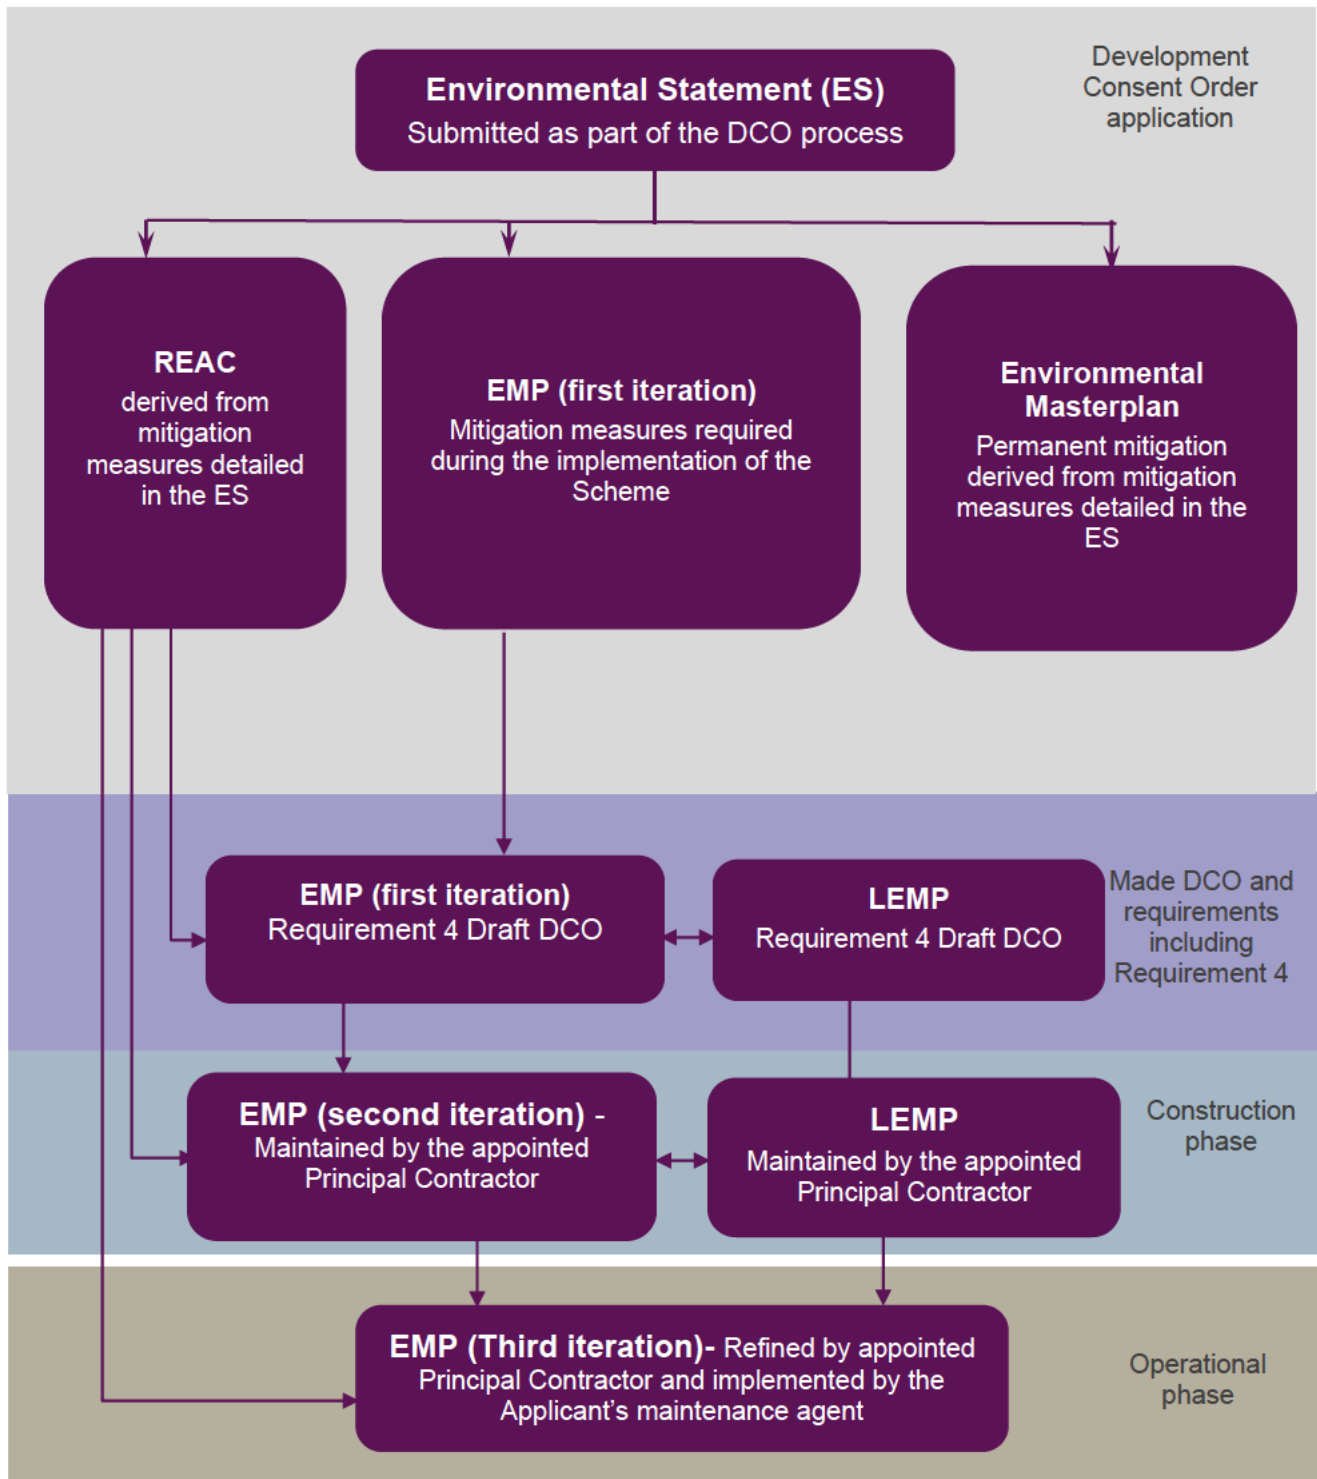 Environmental Statement (ES)
Submitted as part of the DCO process
Development
Consent Order
application
REAC
derived from
mitigation
measures detailed
in the ES
EMP (first iteration)
Mitigation measures required
during the implementation of the
Scheme
Environmental
Masterplan
Permanent mitigation
derived from mitigation
measures detailed in the
ES
EMP (first iteration)
Requirement 4 Draft DCO
LEMP
Requirement 4 Draft DCO
Made DCO and
requirements
including
Requirement 4
EMP (second iteration) -
Maintained by the appointed
Principal Contractor
LEMP
Maintained by the appointed
Principal Contractor
Construction
phase
EMP (Third iteration)- Refined by appointed
Principal Contractor and implemented by the
Applicant's maintenance agent
Operational
phase